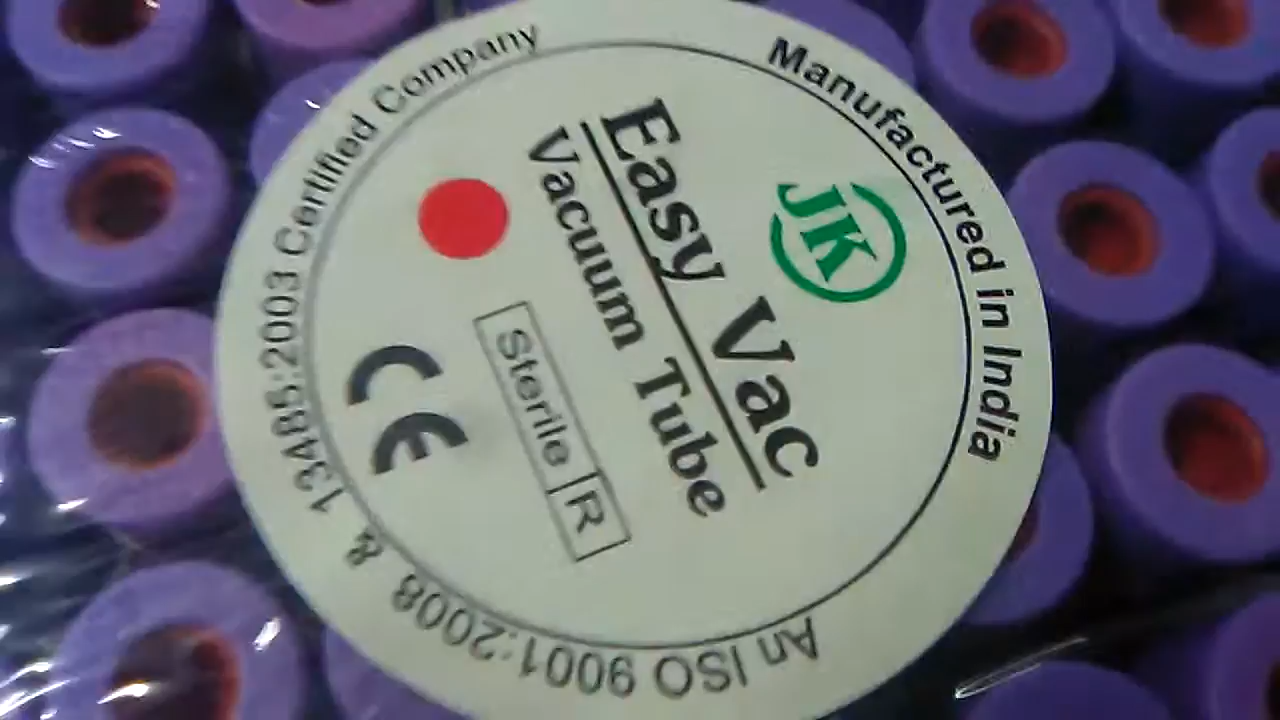 Manufactured in India
JK
Easy Vac
Vacuum Tube
Sterile R
CE
An ISO 9001:2008 & 13485:2003 Certified Company